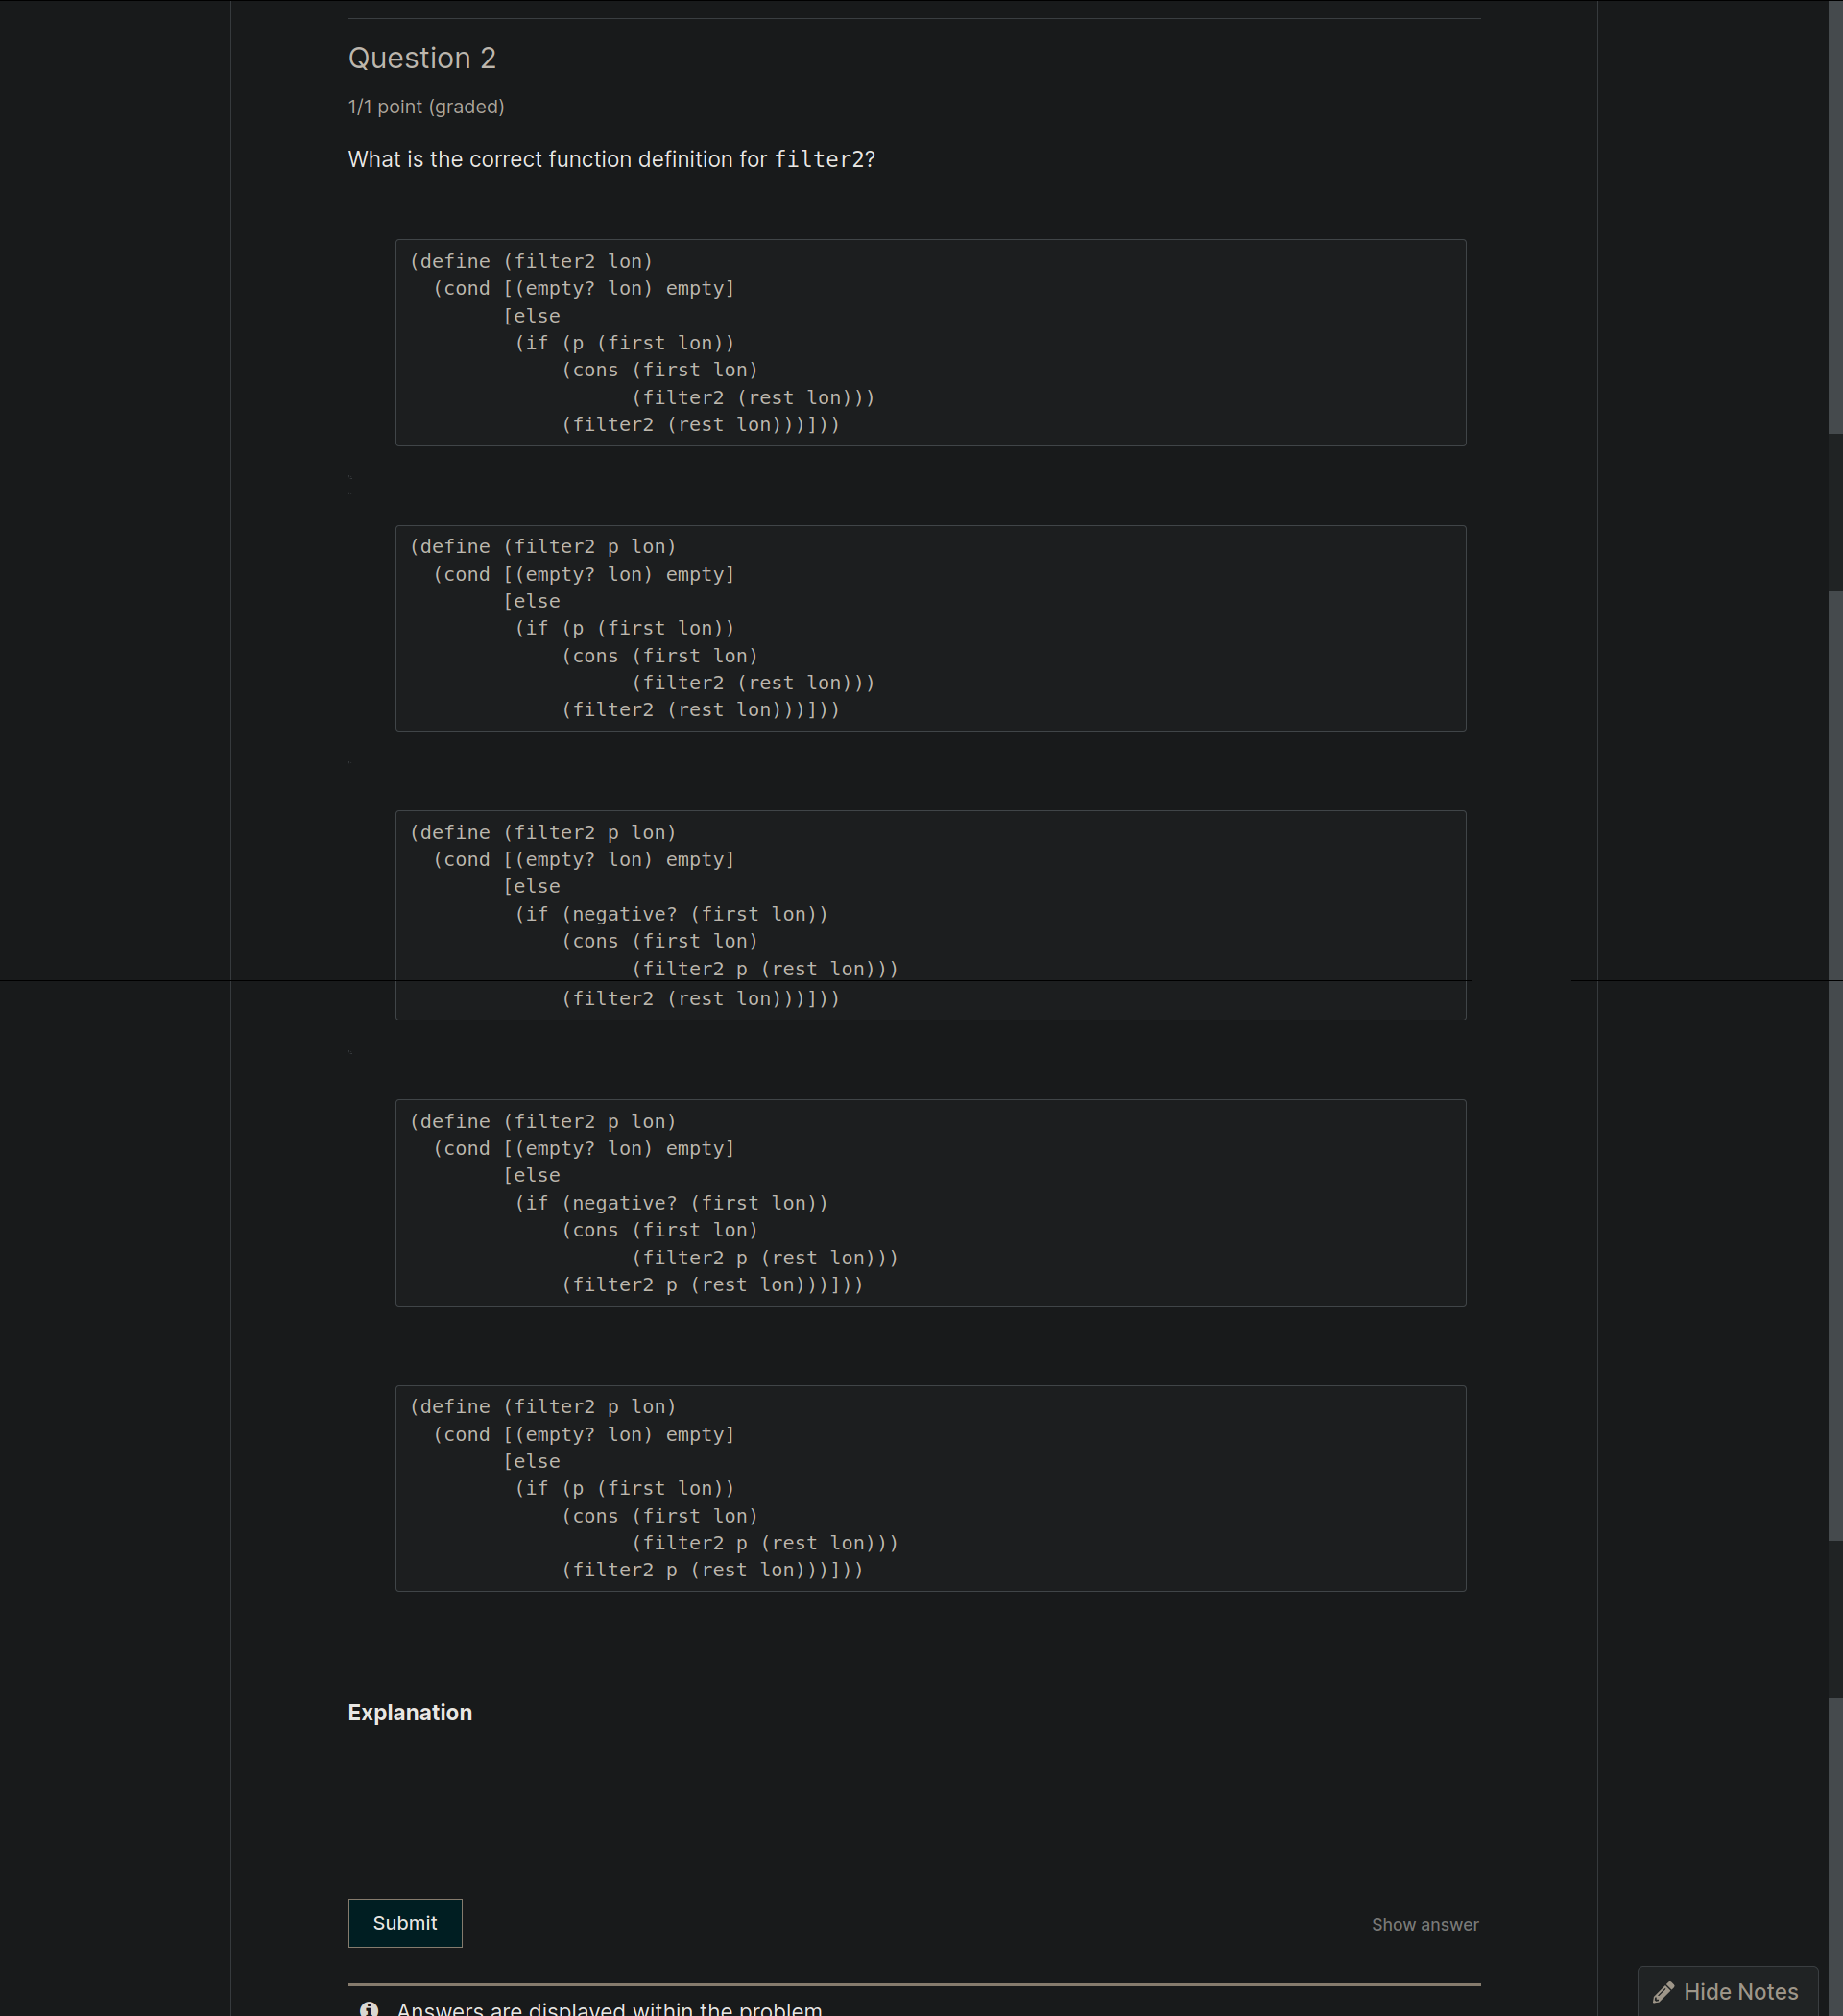 Question 2
1/1 point (graded)
What is the correct function definition for filter2?
(define (filter2 lon)
  (cond [(empty? lon) empty]
        [else
         (if (p (first lon))
             (cons (first lon)
                   (filter2 (rest lon)))
             (filter2 (rest lon)))]))
(define (filter2 p lon)
  (cond [(empty? lon) empty]
        [else
         (if (p (first lon))
             (cons (first lon)
                   (filter2 (rest lon)))
             (filter2 (rest lon)))]))
(define (filter2 p lon)
  (cond [(empty? lon) empty]
        [else
         (if (negative? (first lon))
             (cons (first lon)
                   (filter2 p (rest lon)))
             (filter2 (rest lon)))]))
(define (filter2 p lon)
  (cond [(empty? lon) empty]
        [else
         (if (negative? (first lon))
             (cons (first lon)
                   (filter2 p (rest lon)))
             (filter2 p (rest lon)))]))
(define (filter2 p lon)
  (cond [(empty? lon) empty]
        [else
         (if (p (first lon))
             (cons (first lon)
                   (filter2 p (rest lon)))
             (filter2 p (rest lon)))]))
Explanation
Submit
Show answer
Hide Notes
Answers are displayed within the problem